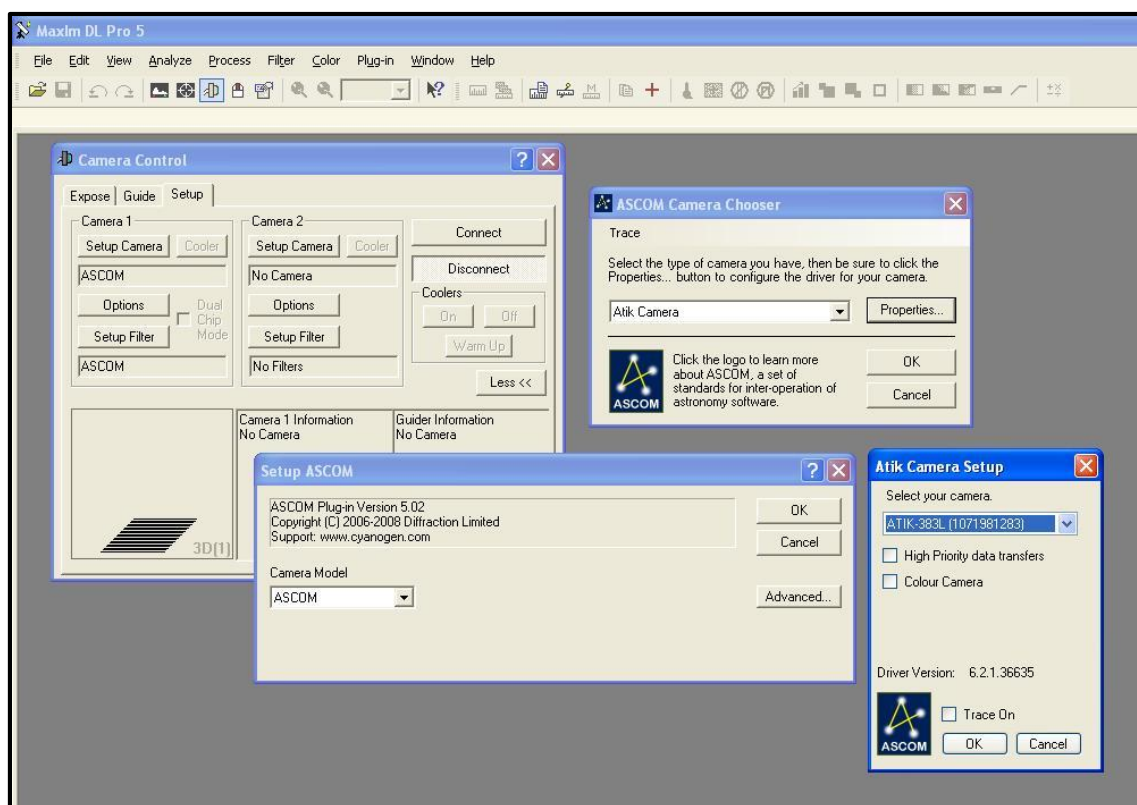 MaxIm DL Pro 5
File Edit View Analyze Process Filter Color Plug-in Window Help
Camera Control
Expose Guide Setup
Camera 1
Setup Camera Cooler
ASCOM
Options
Dual Chip Mode
Setup Filter
ASCOM
Camera 2
Setup Camera Cooler
No Camera
Options
Setup Filter
No Filters
Connect
Disconnect
Coolers
On Off
Warm Up
Less <<
3D(1)
Camera 1 Information
No Camera
Guider Information
No Camera
ASCOM Camera Chooser
Trace
Select the type of camera you have, then be sure to click the
Properties... button to configure the driver for your camera.
Atik Camera Properties...
ASCOM
Click the logo to learn more
about ASCOM, a set of
standards for inter-operation of
astronomy software.
OK
Cancel
Setup ASCOM
ASCOM Plug-in Version 5.02
Copyright (C) 2006-2008 Diffraction Limited
Support: www.cyanogen.com
OK
Cancel
Camera Model
ASCOM
Advanced...
Atik Camera Setup
Select your camera.
ATIK-383L (1071981283)
High Priority data transfers
Colour Camera
Driver Version: 6.2.1.36635
ASCOM
Trace On
OK Cancel